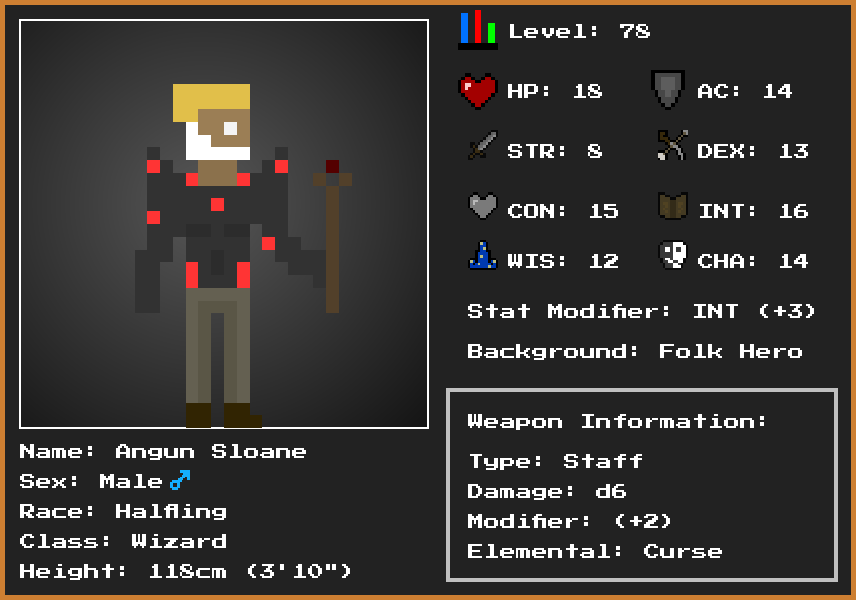 Level: 78
HP: 18 AC: 14
STR: 8 DEX: 13
CON: 15 INT: 16
WIS: 12 CHA: 14
Stat Modifier: INT (+3)
Background: Folk Hero
Weapon Information:
Type: Staff
Damage: d6
Modifier: (+2)
Elemental: Curse
Name: Angun Sloane
Sex: Male♂
Race: Halfling
Class: Wizard
Height: 118cm (3'10")